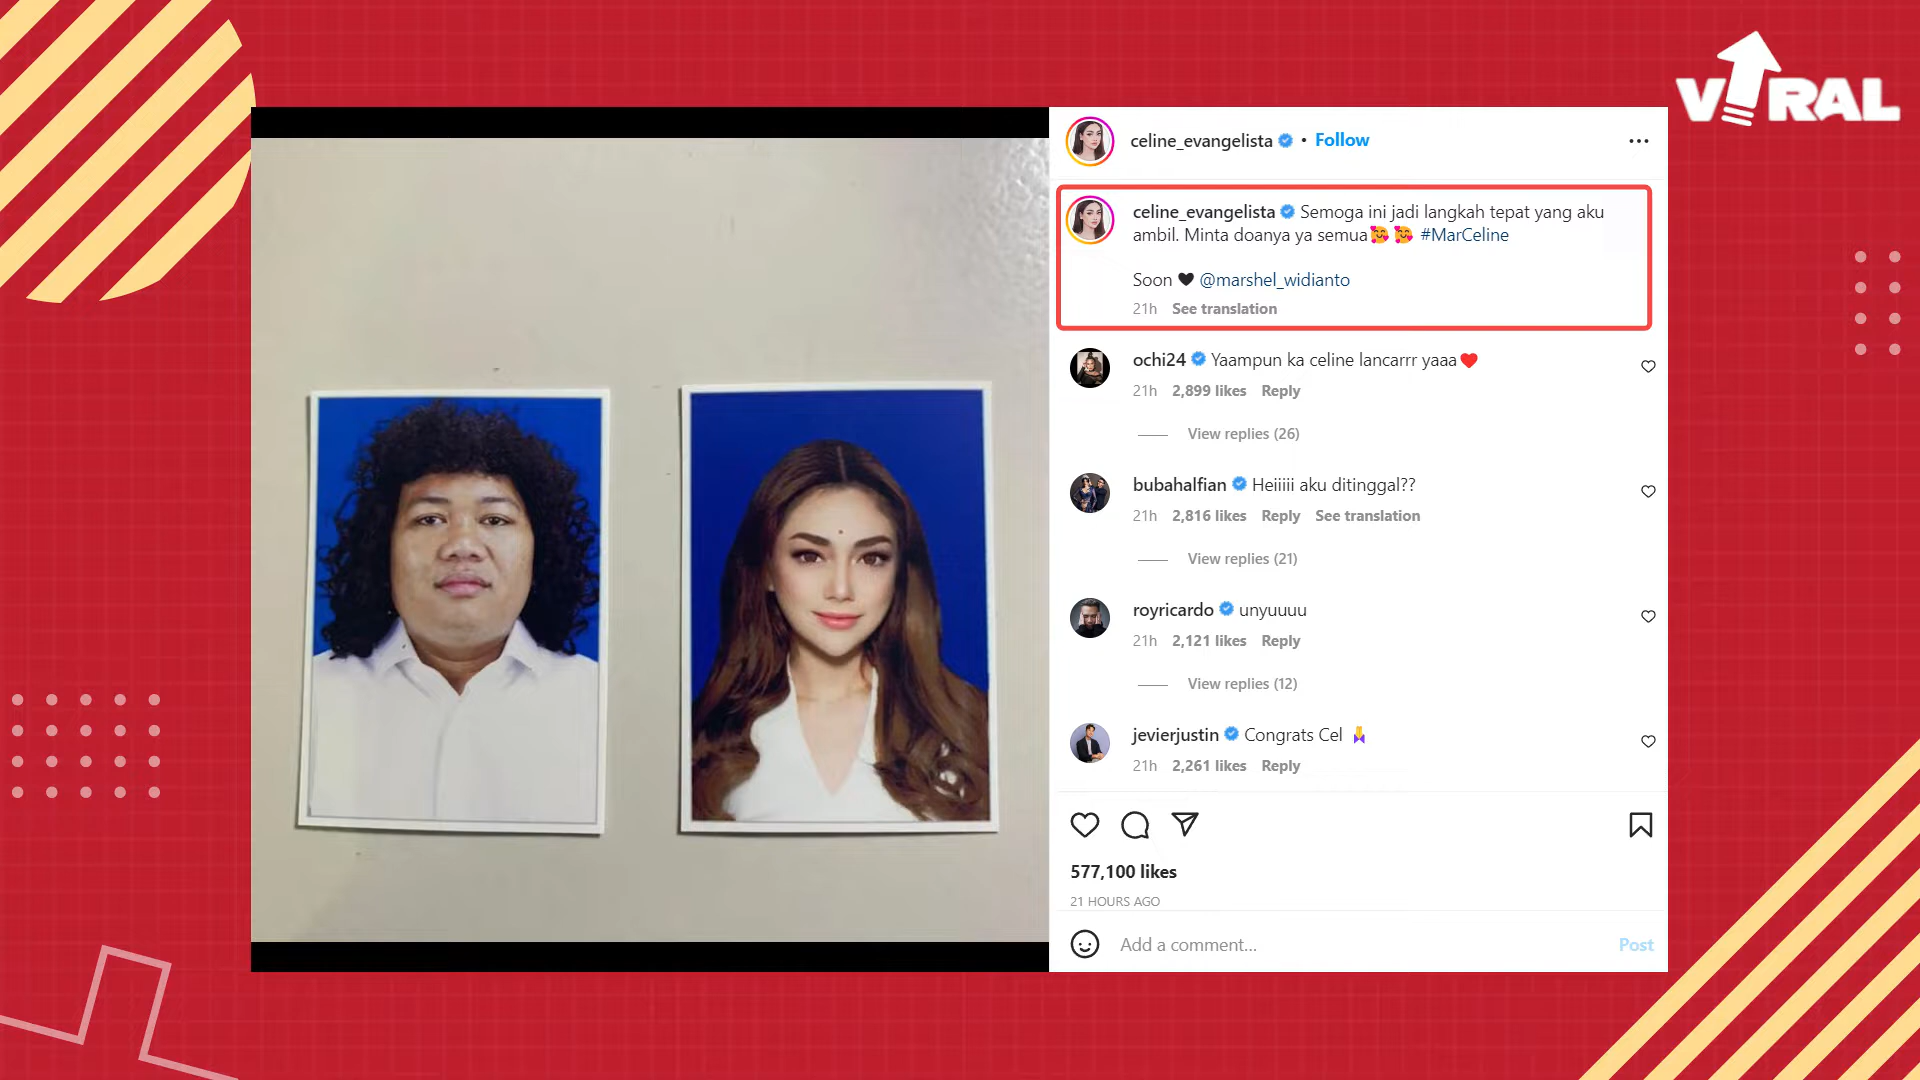 VIRAL
celine_evangelista • Follow
celine_evangelista Semoga ini jadi langkah tepat yang aku
ambil. Minta doanya ya semua🥰 🥰 #MarCeline
Soon 🖤 @marshel_widianto
21h See translation
ochi24 Yaampun ka celine lancarrr yaaa❤️
21h 2,899 likes Reply
View replies (26)
bubahalfian Heiiiii aku ditinggal??
21h 2,816 likes Reply See translation
View replies (21)
royricardo unyuuuu
21h 2,121 likes Reply
View replies (12)
jevierjustin Congrats Cel 🙏
21h 2,261 likes Reply
577,100 likes
21 HOURS AGO
Add a comment... Post